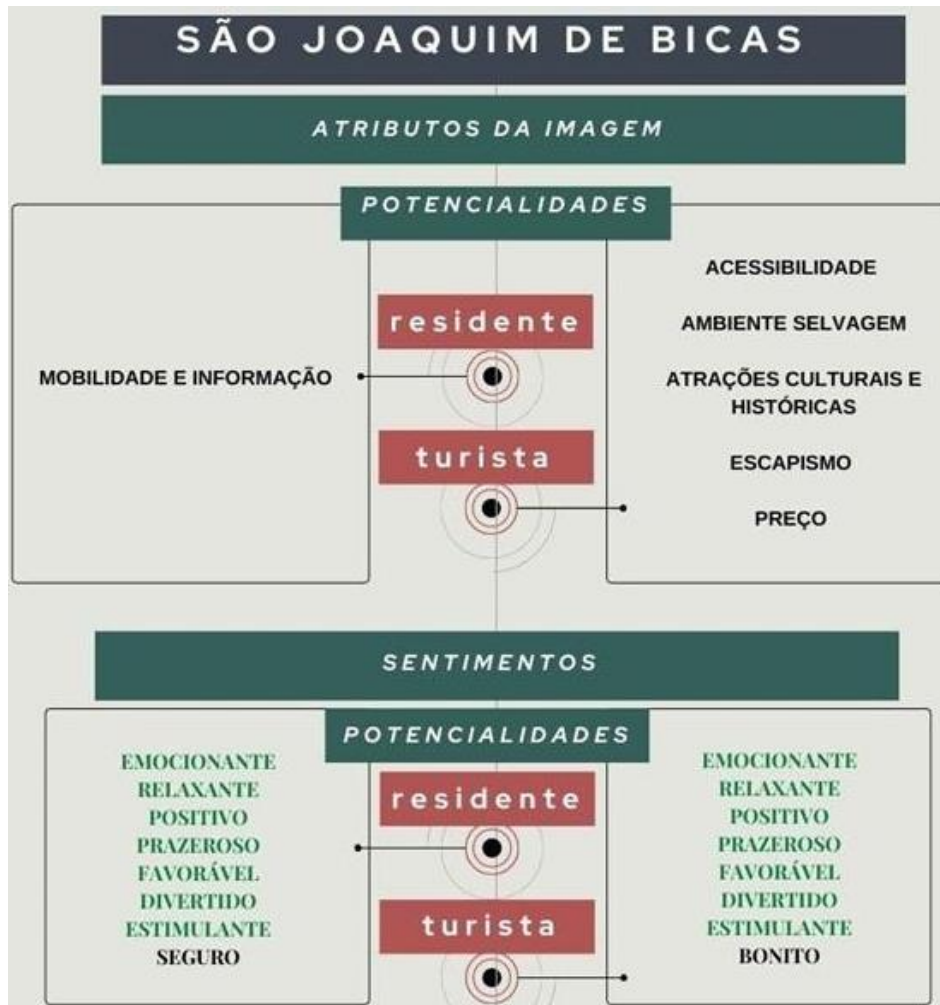 SÃO JOAQUIM DE BICAS
ATRIBUTOS DA IMAGEM
POTENCIALIDADES
residente
MOBILIDADE E INFORMAÇÃO
turista
ACESSIBILIDADE
AMBIENTE SELVAGEM
ATRAÇÕES CULTURAIS E
HISTÓRICAS
ESCAPISMO
PREÇO
SENTIMENTOS
POTENCIALIDADES
residente
EMOCIONANTE
RELAXANTE
POSITIVO
PRAZEROSO
FAVORÁVEL
DIVERTIDO
ESTIMULANTE
SEGURO
turista
EMOCIONANTE
RELAXANTE
POSITIVO
PRAZEROSO
FAVORÁVEL
DIVERTIDO
ESTIMULANTE
BONITO